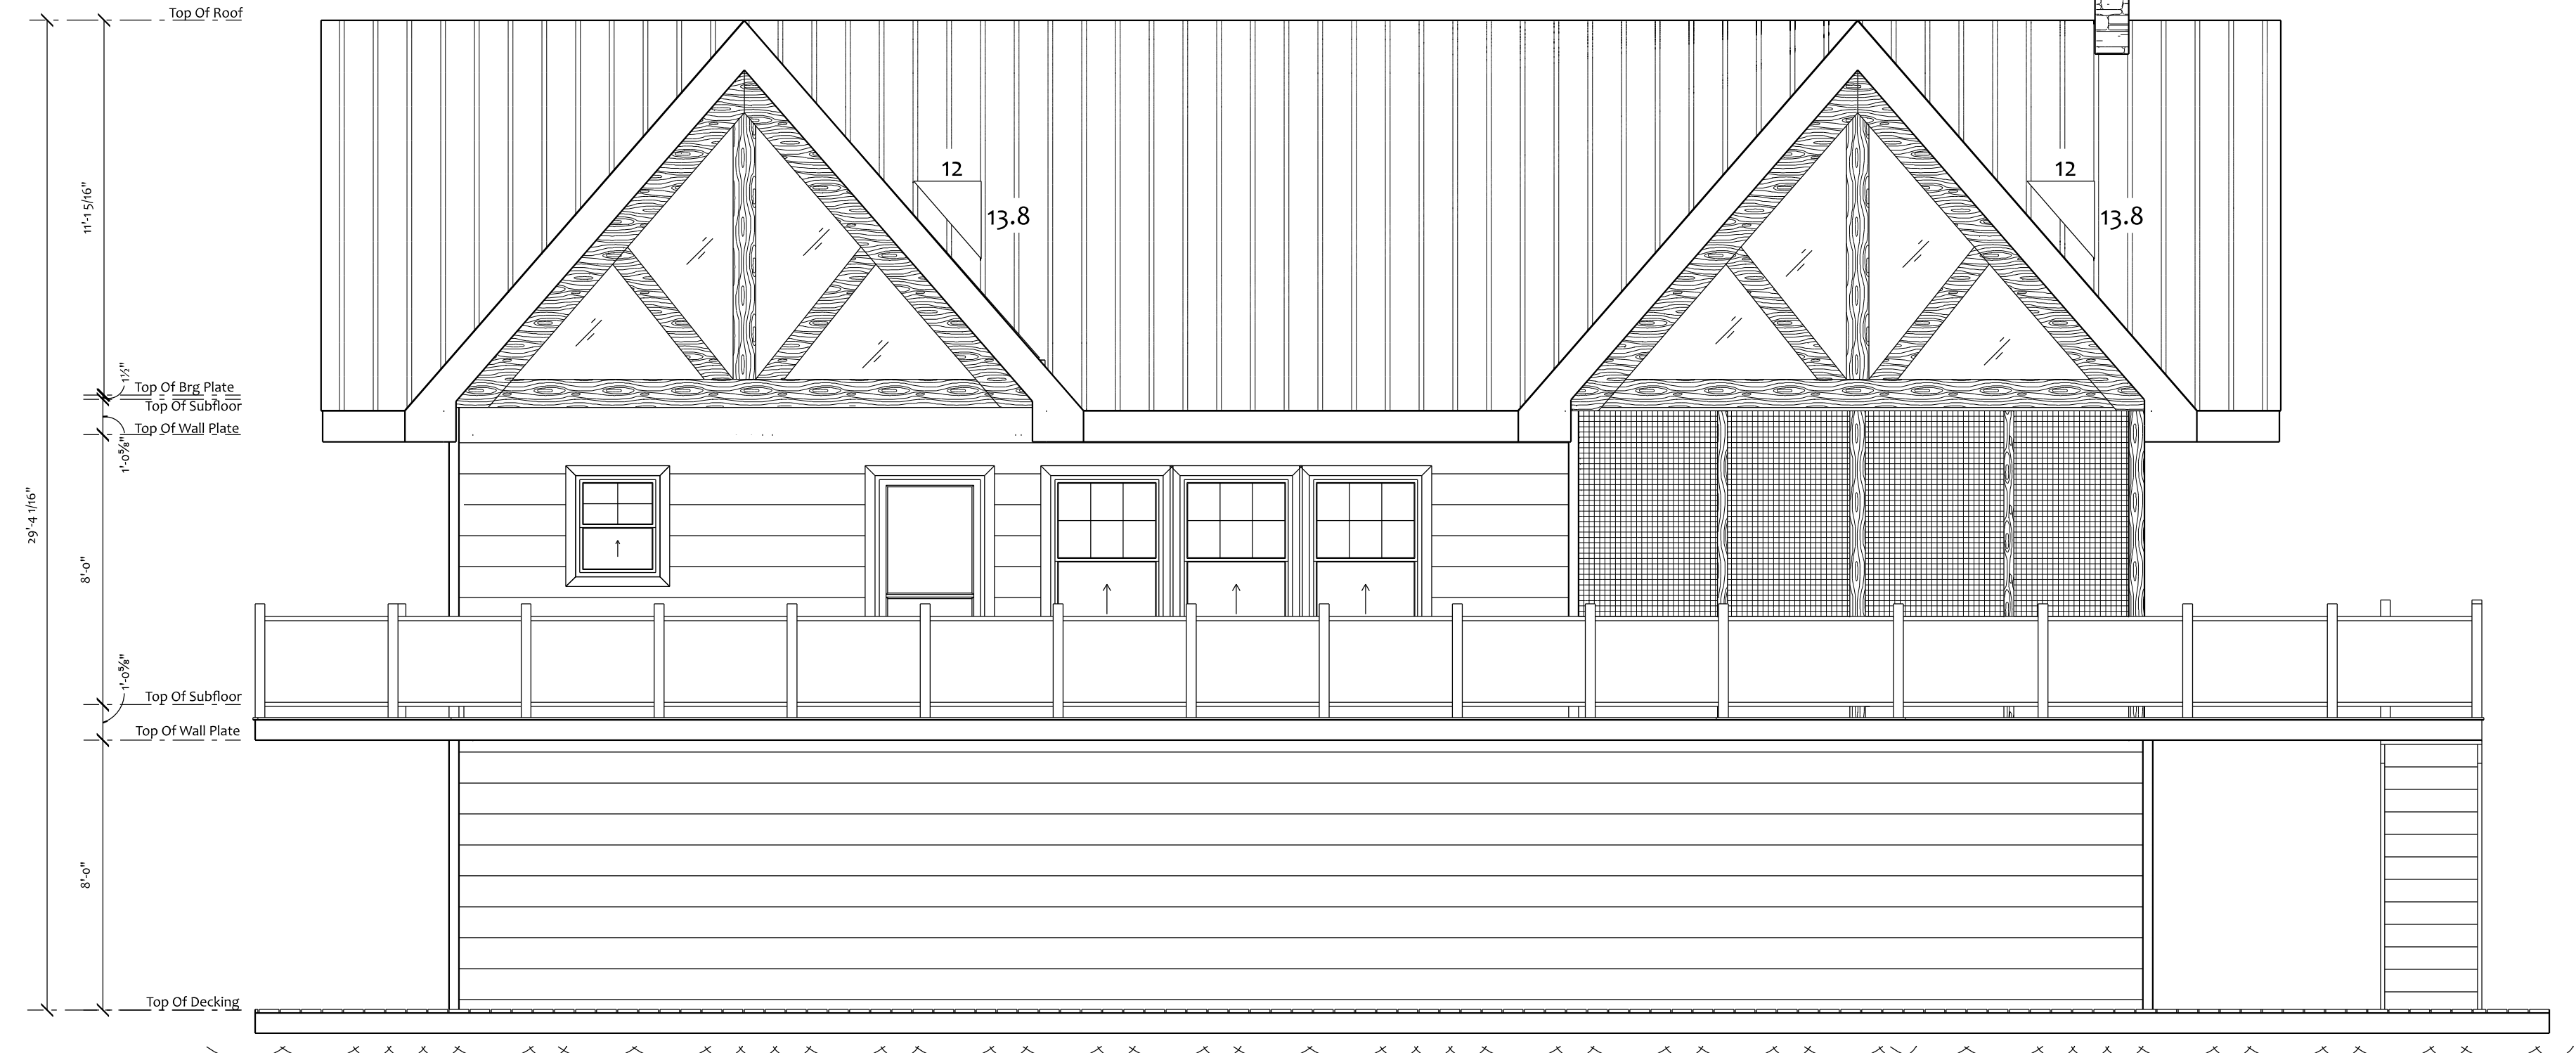 Top Of Roof
12
13.8
12
13.8
11'-1 5/16"
1½"
Top Of Brg Plate
Top Of Subfloor
Top Of Wall Plate
1'-0⅝"
29'-4 1/16"
8'-0"
1'-0⅝"
Top Of Subfloor
Top Of Wall Plate
8'-0"
Top Of Decking